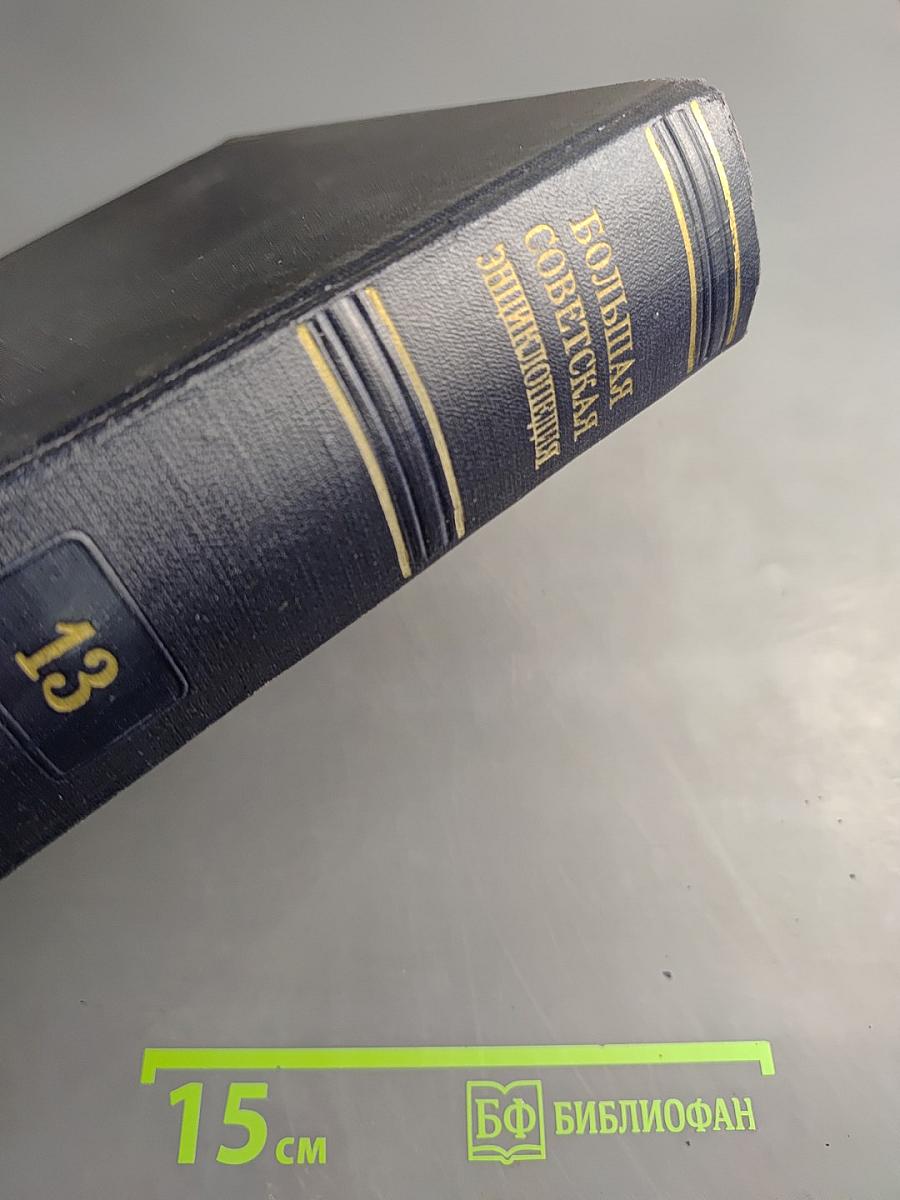 БОЛЬШАЯ
СОВЕТСКАЯ
ЭНЦИКЛОПЕДИЯ
13
15 см
БФ БИБЛИОФАН